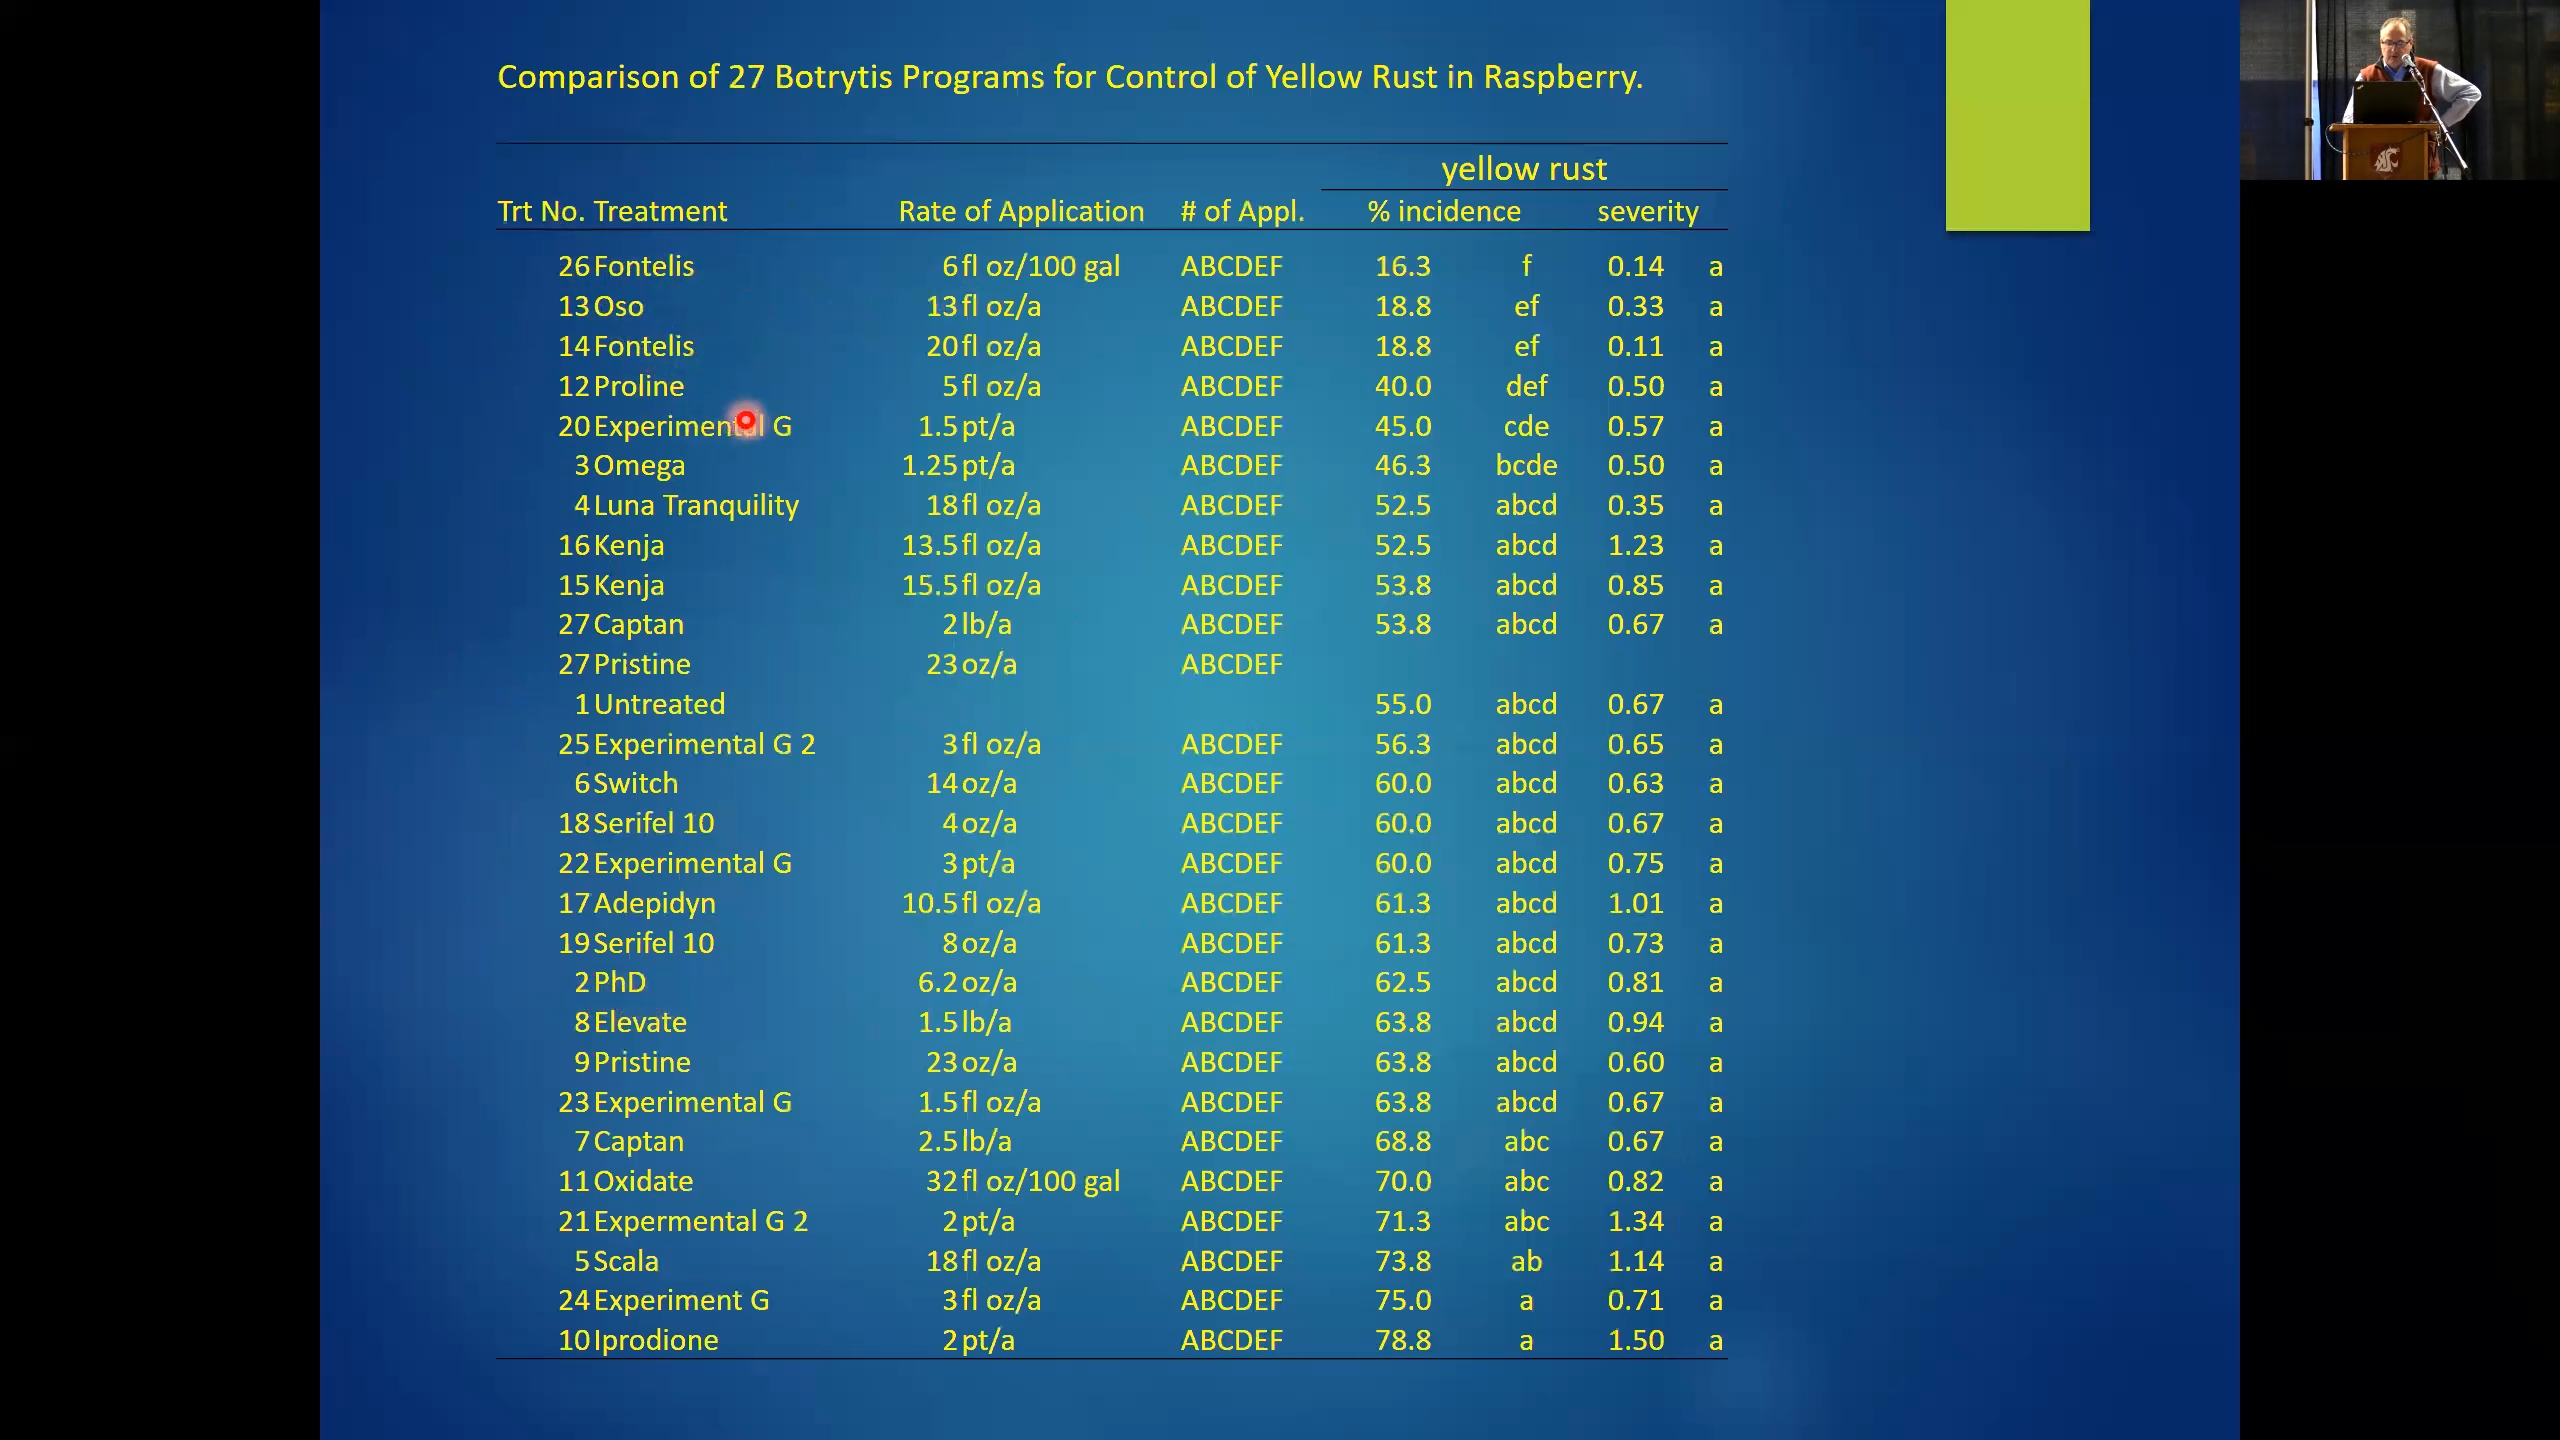 Comparison of 27 Botrytis Programs for Control of Yellow Rust in Raspberry.
yellow rust
Trt No. Treatment Rate of Application # of Appl. % incidence severity
26 Fontelis 6 fl oz/100 gal ABCDEF 16.3 f 0.14 a
13 Oso 13 fl oz/a ABCDEF 18.8 ef 0.33 a
14 Fontelis 20 fl oz/a ABCDEF 18.8 ef 0.11 a
12 Proline 5 fl oz/a ABCDEF 40.0 def 0.50 a
20 Experimental G 1.5 pt/a ABCDEF 45.0 cde 0.57 a
3 Omega 1.25 pt/a ABCDEF 46.3 bcde 0.50 a
4 Luna Tranquility 18 fl oz/a ABCDEF 52.5 abcd 0.35 a
16 Kenja 13.5 fl oz/a ABCDEF 52.5 abcd 1.23 a
15 Kenja 15.5 fl oz/a ABCDEF 53.8 abcd 0.85 a
27 Captan 2 lb/a ABCDEF 53.8 abcd 0.67 a
27 Pristine 23 oz/a ABCDEF
1 Untreated 55.0 abcd 0.67 a
25 Experimental G 2 3 fl oz/a ABCDEF 56.3 abcd 0.65 a
6 Switch 14 oz/a ABCDEF 60.0 abcd 0.63 a
18 Serifel 10 4 oz/a ABCDEF 60.0 abcd 0.67 a
22 Experimental G 3 pt/a ABCDEF 60.0 abcd 0.75 a
17 Adepidyn 10.5 fl oz/a ABCDEF 61.3 abcd 1.01 a
19 Serifel 10 8 oz/a ABCDEF 61.3 abcd 0.73 a
2 PhD 6.2 oz/a ABCDEF 62.5 abcd 0.81 a
8 Elevate 1.5 lb/a ABCDEF 63.8 abcd 0.94 a
9 Pristine 23 oz/a ABCDEF 63.8 abcd 0.60 a
23 Experimental G 1.5 fl oz/a ABCDEF 63.8 abcd 0.67 a
7 Captan 2.5 lb/a ABCDEF 68.8 abc 0.67 a
11 Oxidate 32 fl oz/100 gal ABCDEF 70.0 abc 0.82 a
21 Expermental G 2 2 pt/a ABCDEF 71.3 abc 1.34 a
5 Scala 18 fl oz/a ABCDEF 73.8 ab 1.14 a
24 Experiment G 3 fl oz/a ABCDEF 75.0 a 0.71 a
10 Iprodione 2 pt/a ABCDEF 78.8 a 1.50 a